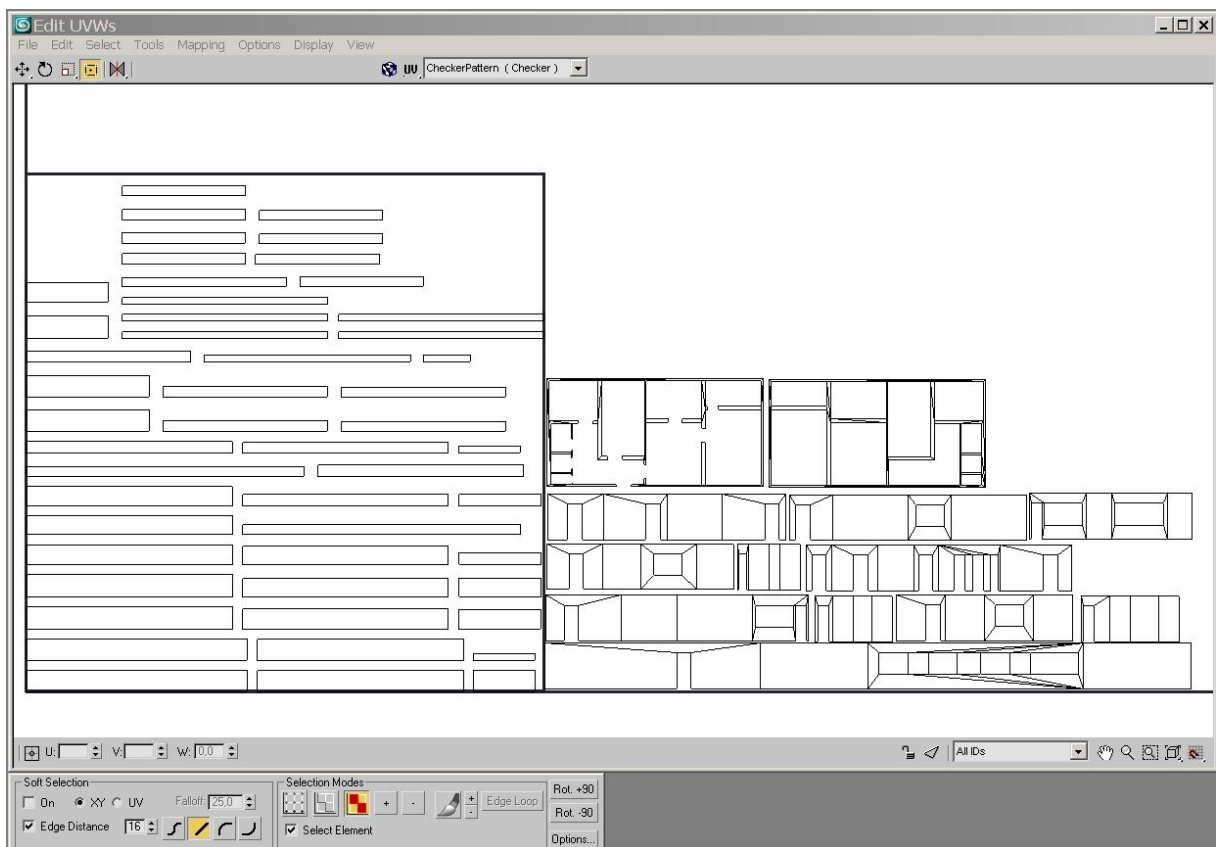 Edit UVWs
File Edit Select Tools Mapping Options Display View
UV CheckerPattern ( Checker )
U: V: W: 0,0 All IDs
Soft Selection Selection Modes Rot. +90
On XY UV Falloff: 25,0 + - + - Edge Loop
Rot. -90
Edge Distance 16 Select Element
Options...